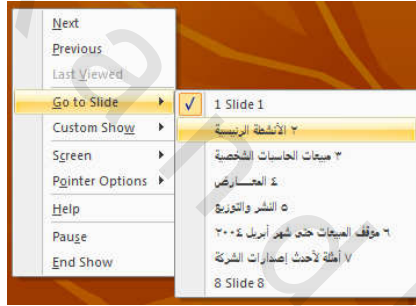 Next
Previous
Last Viewed
Go to Slide
Custom Show
Screen
Pointer Options
Help
Pause
End Show
1 Slide 1
٢ الأنشطة الرئيسية
٣ مبيعات الحاسبات الشخصية
٤ المعــــارض
٥ النشر والتوزيع
٦ موقف المبيعات حتى شهر أبريل ٢٠٠٤
٧ أمثلة لأحدث إصدارات الشركة
8 Slide 8